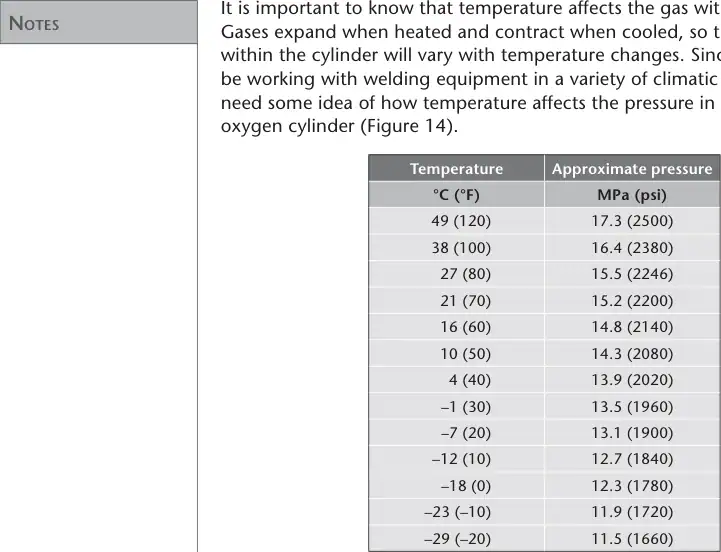 NOTES
It is important to know that temperature affects the gas wit
Gases expand when heated and contract when cooled, so t
within the cylinder will vary with temperature changes. Sinc
be working with welding equipment in a variety of climatic
need some idea of how temperature affects the pressure in
oxygen cylinder (Figure 14).
Temperature Approximate pressure
°C (°F) MPa (psi)
49 (120) 17.3 (2500)
38 (100) 16.4 (2380)
27 (80) 15.5 (2246)
21 (70) 15.2 (2200)
16 (60) 14.8 (2140)
10 (50) 14.3 (2080)
4 (40) 13.9 (2020)
–1 (30) 13.5 (1960)
–7 (20) 13.1 (1900)
–12 (10) 12.7 (1840)
–18 (0) 12.3 (1780)
–23 (–10) 11.9 (1720)
–29 (–20) 11.5 (1660)